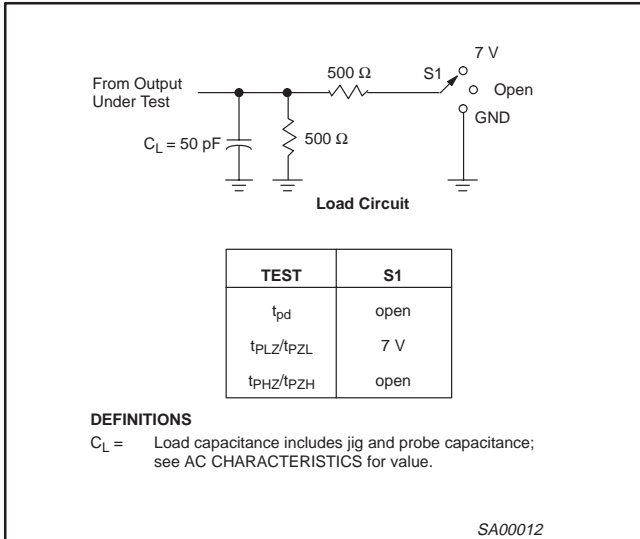 7 V
500 Ω
S1
From Output
Under Test
Open
GND
C_L = 50 pF
500 Ω
Load Circuit
TEST S1
t_pd open
t_PLZ/t_PZL 7 V
t_PHZ/t_PZH open
DEFINITIONS
C_L = Load capacitance includes jig and probe capacitance;
see AC CHARACTERISTICS for value.
SA00012